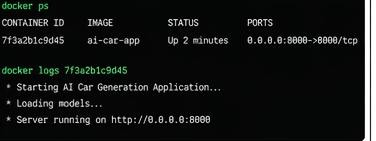 docker ps
CONTAINER ID IMAGE STATUS PORTS
7f3a2b1c9d45 ai-car-app Up 2 minutes 0.0.0.0:8000->8000/tcp
docker logs 7f3a2b1c9d45
* Starting AI Car Generation Application...
* Loading models...
* Server running on http://0.0.0.0:8000